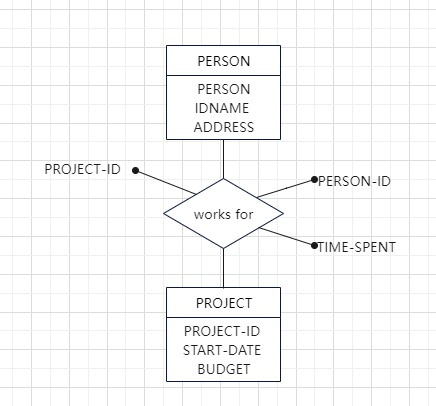 PERSON
PERSON
IDNAME
ADDRESS
PROJECT-ID
PERSON-ID
works for
TIME-SPENT
PROJECT
PROJECT-ID
START-DATE
BUDGET